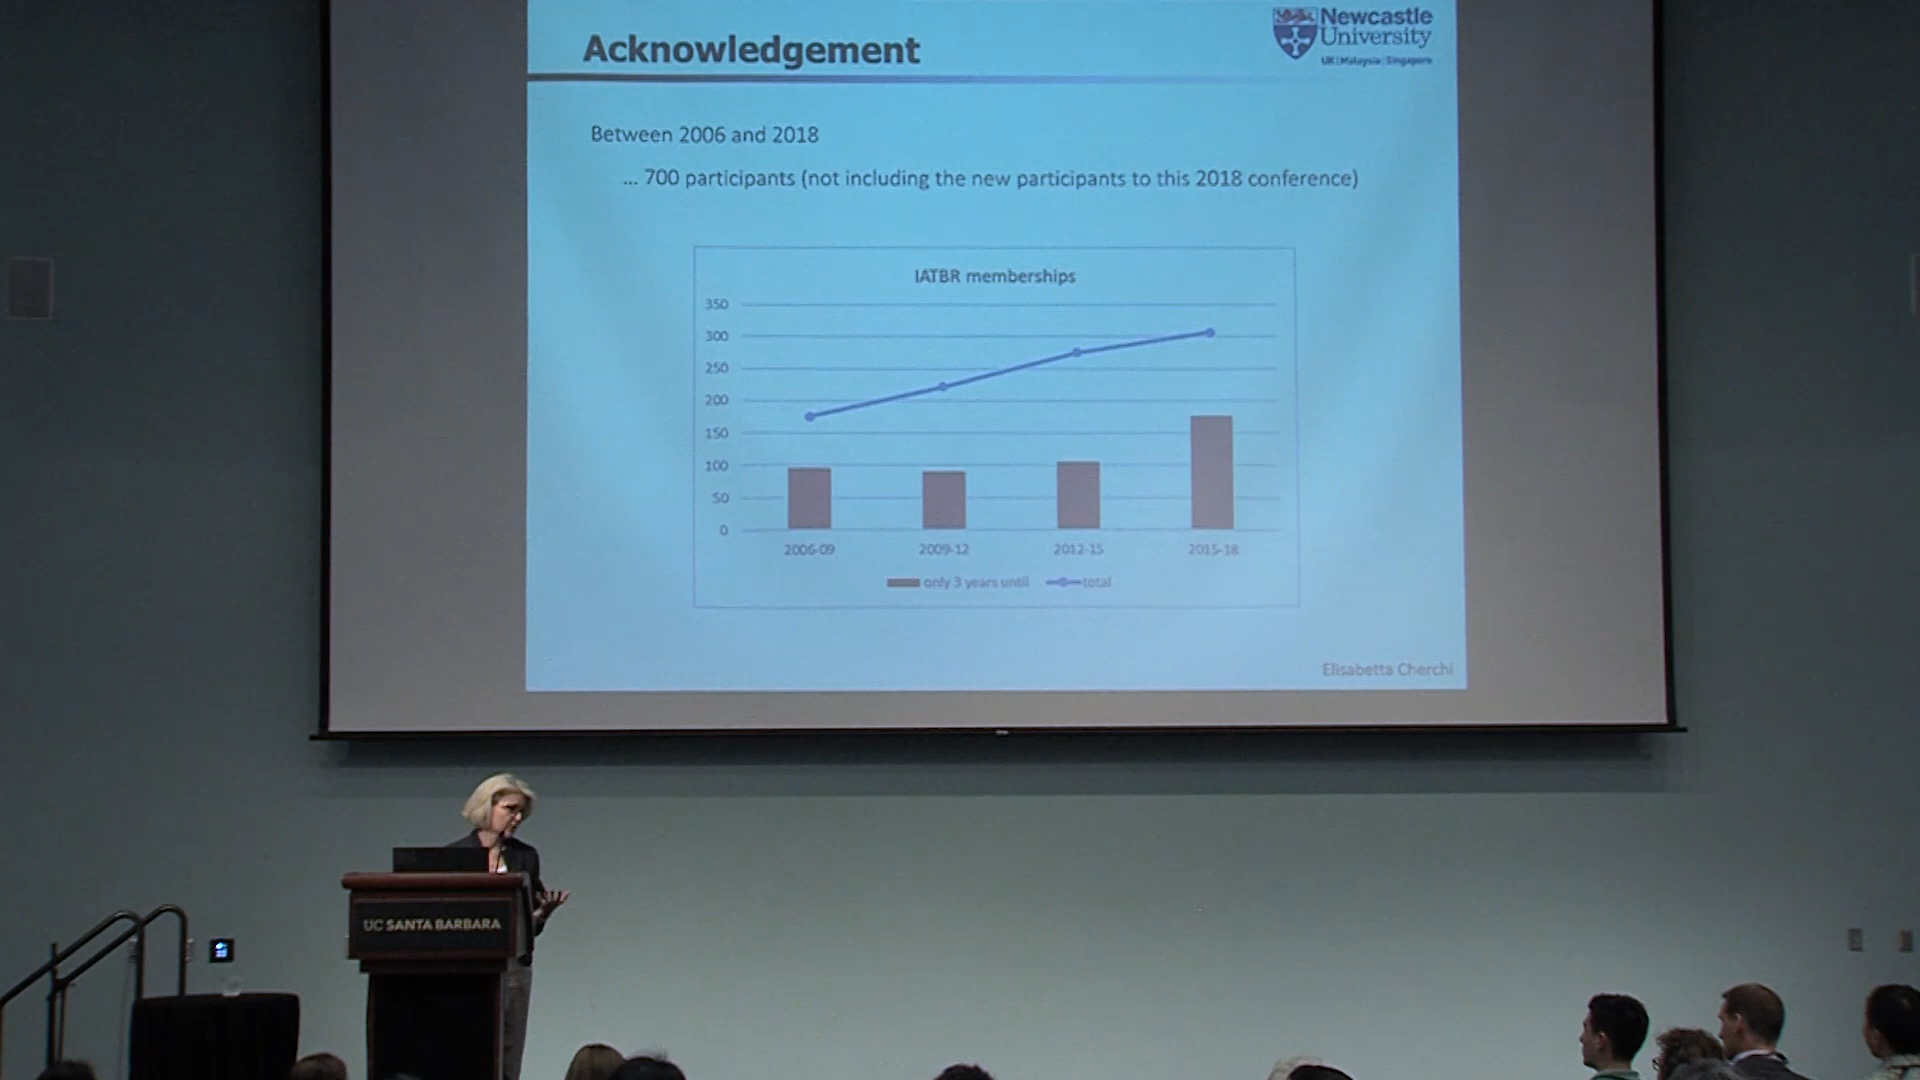 Acknowledgement
Newcastle
University
UK | Malaysia | Singapore
Between 2006 and 2018
... 700 participants (not including the new participants to this 2018 conference)
IATBR memberships
350
300
250
200
150
100
50
0
2006-09
2009-12
2012-15
2015-18
only 3 years until
total
Elisabetta Cherchi
UC SANTA BARBARA